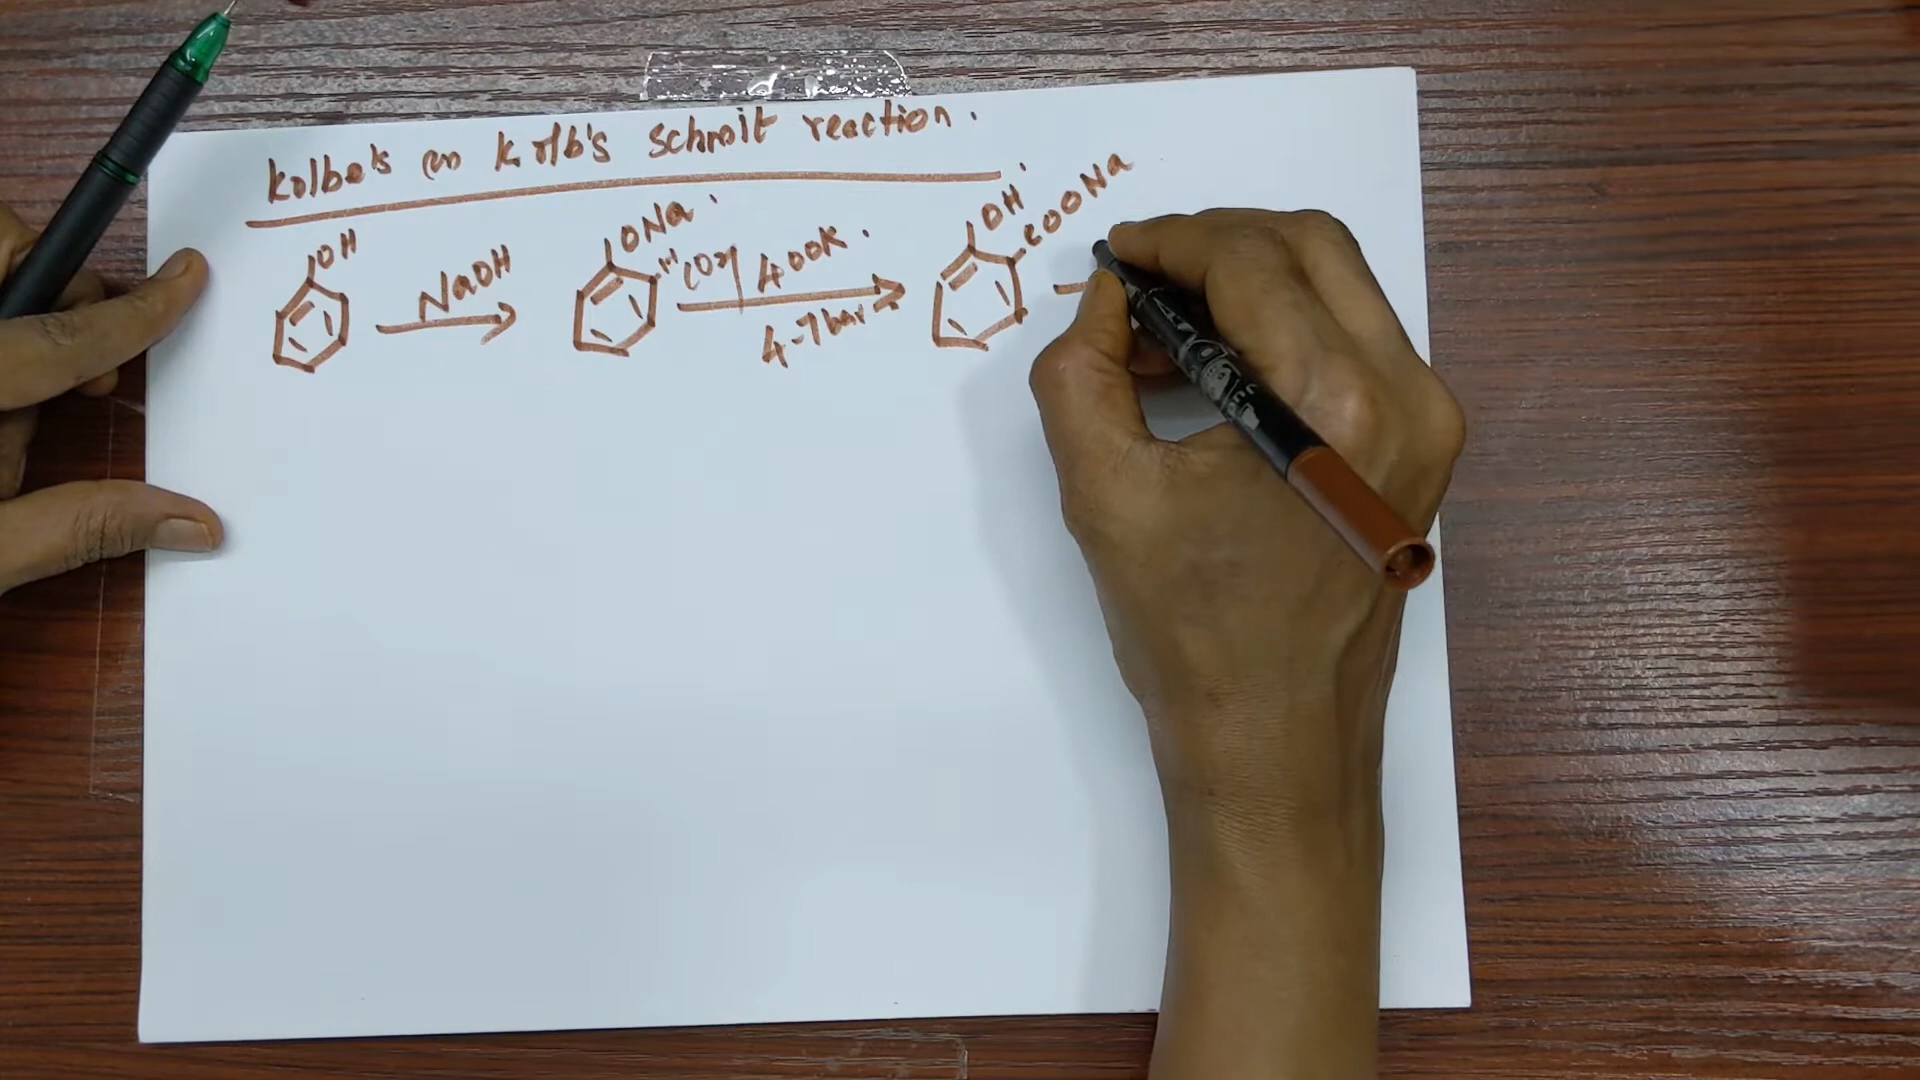 Kolbe's or Kolb's Schmit reaction.
OH
NaOH
ONa
H
CO2
400K.
4-7bar
OH
COONa